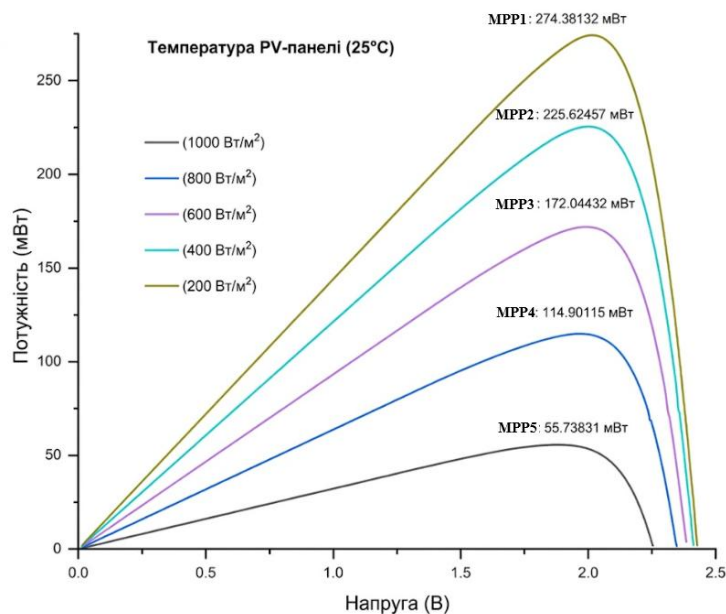 MPP1: 274.38132 мВт
Температура PV-панелі (25°C)
250
MPP2: 225.62457 мВт
(1000 Вт/м²)
(800 Вт/м²)
(600 Вт/м²)
(400 Вт/м²)
(200 Вт/м²)
200
MPP3: 172.04432 мВт
150
Потужність (мВт)
MPP4: 114.90115 мВт
100
MPP5: 55.73831 мВт
50
0
0.0 0.5 1.0 1.5 2.0 2.5
Напруга (В)